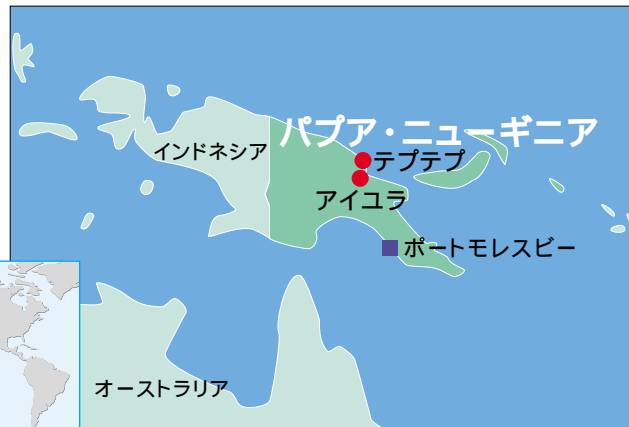 パプア・ニューギニア
インドネシア
テプテプ
アイユラ
ポートモレスビー
オーストラリア